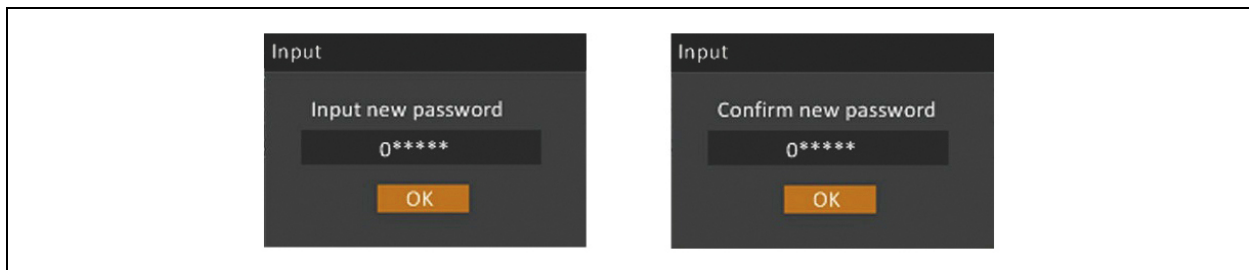 Input
Input new password
0*****
OK
Input
Confirm new password
0*****
OK